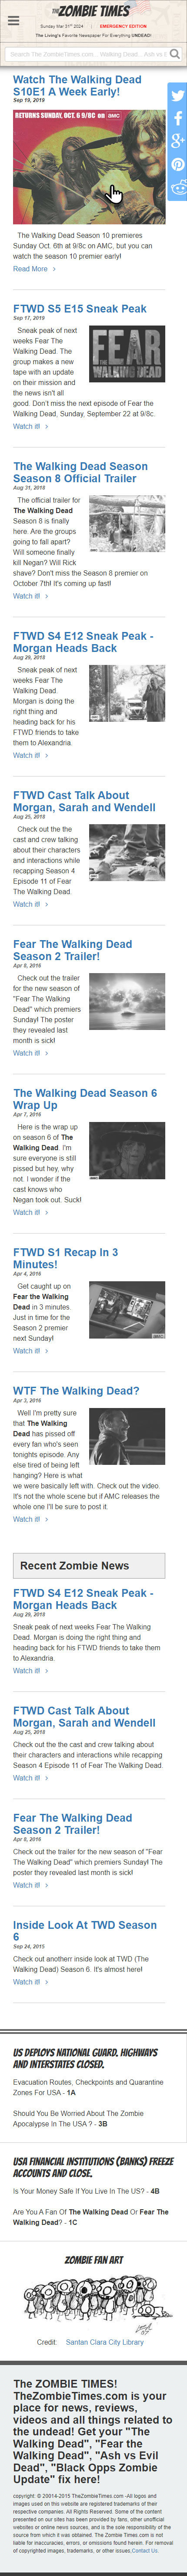 THE ZOMBIE TIMES
Sunday Mar 31st 2024 | EMERGENCY EDITION
The Living's Favorite Newspaper For Everything UNDEAD!
Search The ZombieTimes.com... Walking Dead... Ash vs E
Watch The Walking Dead
S10E1 A Week Early!
Sep 19, 2019
RETURNS SUNDAY, OCT. 6 9/8C ON AMC
The Walking Dead Season 10 premieres
Sunday Oct. 6th at 9/8c on AMC, but you can
watch the season 10 premier early!
Read More >
FTWD S5 E15 Sneak Peak
Sep 17, 2019
Sneak peak of next
weeks Fear The
Walking Dead. The
group makes a new
tape with an update
on their mission and
the news isn't all
good. Don't miss the next episode of Fear the
Walking Dead, Sunday, September 22 at 9/8c.
FEAR
THE
WALKING DEAD
Watch it! >
The Walking Dead Season
Season 8 Official Trailer
Aug 31, 2018
The official trailer for
The Walking Dead
Season 8 is finally
here. Are the groups
going to fall apart?
Will someone finally
kill Negan? Will Rick
shave? Don't miss the Season 8 premier on
October 7th! It's coming up fast!
Watch it! >
FTWD S4 E12 Sneak Peak -
Morgan Heads Back
Aug 29, 2018
Sneak peak of next
weeks Fear The
Walking Dead.
Morgan is doing the
right thing and
heading back for his
FTWD friends to take
them to Alexandria.
Watch it! >
FTWD Cast Talk About
Morgan, Sarah and Wendell
Aug 25, 2018
Check out the the
cast and crew talking
about their characters
and interactions while
recapping Season 4
Episode 11 of Fear
The Walking Dead.
Watch it! >
Fear The Walking Dead
Season 2 Trailer!
Apr 8, 2016
Check out the trailer
for the new season of
"Fear The Walking
Dead" which premiers
Sunday! The poster
they revealed last
month is sick!
Watch it! >
The Walking Dead Season 6
Wrap Up
Apr 7, 2016
Here is the wrap up
on season 6 of The
Walking Dead. I'm
sure everyone is still
pissed but hey, why
not. I wonder if the
cast knows who
Negan took out. Suck!
Watch it! >
FTWD S1 Recap In 3
Minutes!
Apr 4, 2016
Get caught up on
Fear the Walking
Dead in 3 minutes.
Just in time for the
Season 2 premier
next Sunday!
Watch it! >
WTF The Walking Dead?
Apr 3, 2016
Well I'm pretty sure
that The Walking
Dead has pissed off
every fan who's seen
tonights episode. Any
else tired of being left
hanging? Here is what
we were basically left with. Check out the video.
It's not the whole scene but if AMC releases the
whole one I'll be sure to post it.
Watch it! >
Recent Zombie News
FTWD S4 E12 Sneak Peak -
Morgan Heads Back
Aug 29, 2018
Sneak peak of next weeks Fear The Walking
Dead. Morgan is doing the right thing and
heading back for his FTWD friends to take them
to Alexandria.
Watch it! >
FTWD Cast Talk About
Morgan, Sarah and Wendell
Aug 25, 2018
Check out the the cast and crew talking about
their characters and interactions while recapping
Season 4 Episode 11 of Fear The Walking Dead.
Watch it! >
Fear The Walking Dead
Season 2 Trailer!
Apr 8, 2016
Check out the trailer for the new season of "Fear
The Walking Dead" which premiers Sunday! The
poster they revealed last month is sick!
Watch it! >
Inside Look At TWD Season
6
Sep 24, 2015
Check out anotherr inside look at TWD (The
Walking Dead) Season 6. It's almost here!
Watch it! >
US DEPLOYS NATIONAL GUARD. HIGHWAYS
AND INTERSTATES CLOSED.
Evacuation Routes, Checkpoints and Quarantine
Zones For USA - 1A
Should You Be Worried About The Zombie
Apocalypse In The USA ? - 3B
USA FINANCIAL INSTITUTIONS (BANKS) FREEZE
ACCOUNTS AND CLOSE.
Is Your Money Safe If You Live In The US? - 4B
Are You A Fan Of The Walking Dead Or Fear The
Walking Dead? - 1C
ZOMBIE FAN ART
Credit: Santan Clara City Library
The ZOMBIE TIMES!
TheZombieTimes.com is your
place for news, reviews,
videos and all things related to
the undead! Get your "The
Walking Dead", "Fear the
Walking Dead", "Ash vs Evil
Dead", "Black Opps Zombie
Update" fix here!
copyright: © 20014-2015 TheZombieTimes.com -All logos and
images used on this website are registered trademarks of their
respective companies. All Rights Reserved. Some of the content
presented on our sites has been provided by fans, other unofficial
websites or online news sources, and is the sole responsibility of the
source from which it was obtained. The Zombie Times.com is not
liable for inaccuracies, errors, or omissions found herein. For removal
of copyrighted images, trademarks, or other issues,Contact Us.